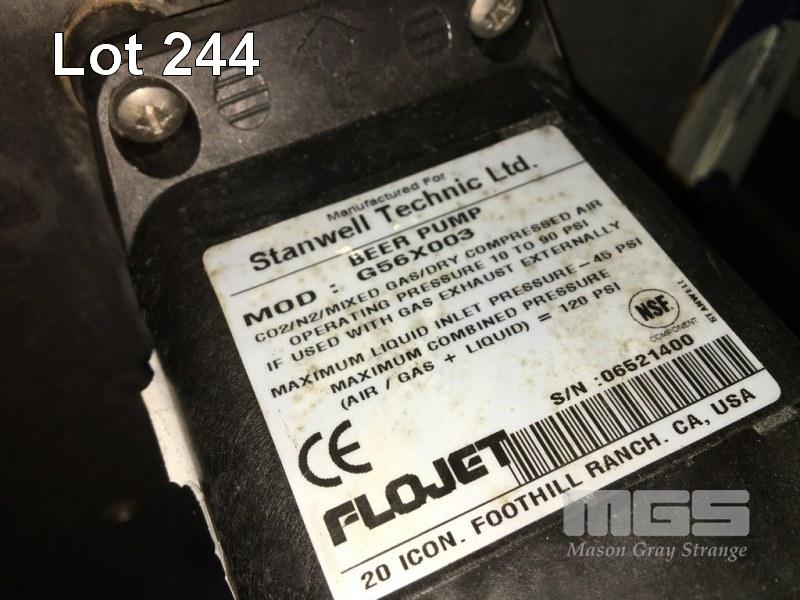 Lot 244
Manufactured For
Stanwell Technic Ltd.
BEER PUMP
MOD : G56X003
CO2/N2/MIXED GAS/DRY COMPRESSED AIR
OPERATING PRESSURE 10 TO 90 PSI
IF USED WITH GAS EXHAUST EXTERNALLY
MAXIMUM LIQUID INLET PRESSURE-45 PSI
MAXIMUM COMBINED PRESSURE
(AIR / GAS + LIQUID) = 120 PSI
NSF
COMPONENT
STANWELL
S/N :06521400
CE
FLOJET
20 ICON. FOOTHILL RANCH. CA, USA
MGS
Mason Gray Strange